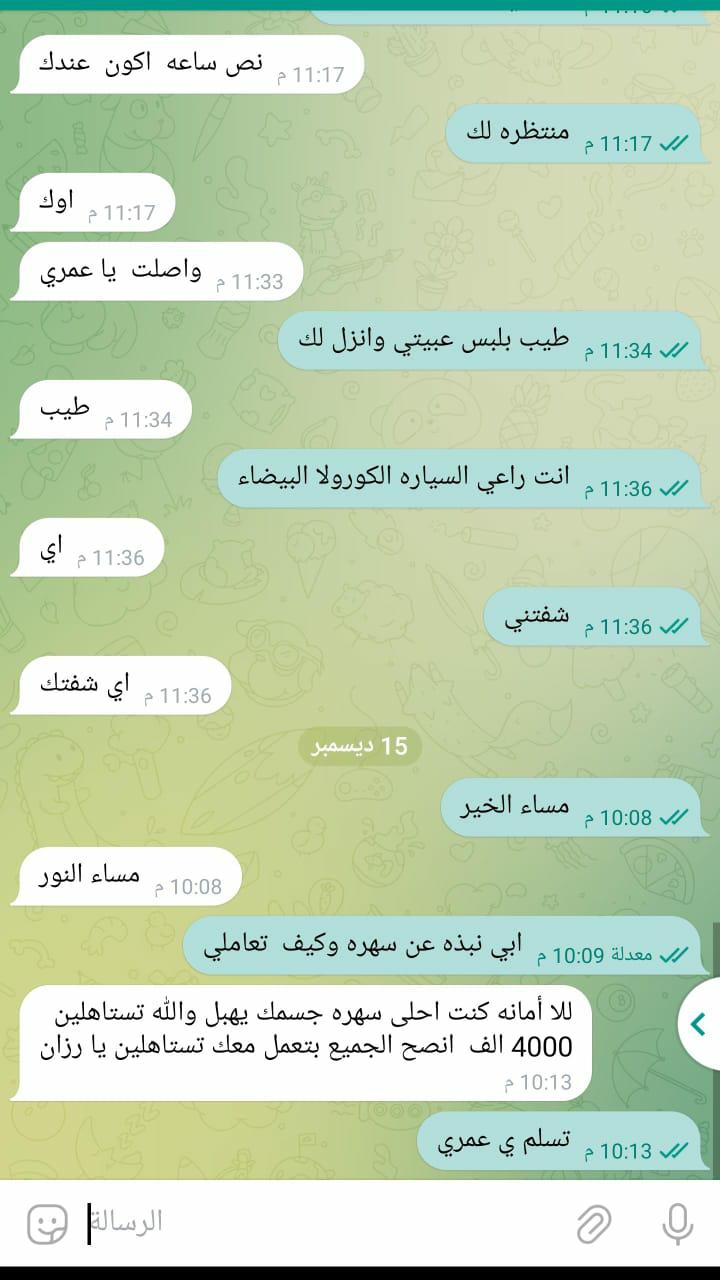 نص ساعه اكون عندك
11:17 م
منتظره لك
11:17 م
اوك
11:17 م
واصلت يا عمري
11:33 م
طيب بلبس عبيتي وانزل لك
11:34 م
طيب
11:34 م
انت راعي السياره الكورولا البيضاء
11:36 م
اي
11:36 م
شفتني
11:36 م
اي شفتك
11:36 م
15 ديسمبر
مساء الخير
10:08 م
مساء النور
10:08 م
ابي نبذه عن سهره وكيف تعاملي
معدلة 10:09 م
للا أمانه كنت احلى سهره جسمك يهبل والله تستاهلين
4000 الف انصح الجميع بتعمل معك تستاهلين يا رزان
10:13 م
تسلم ي عمري
10:13 م
الرسالة